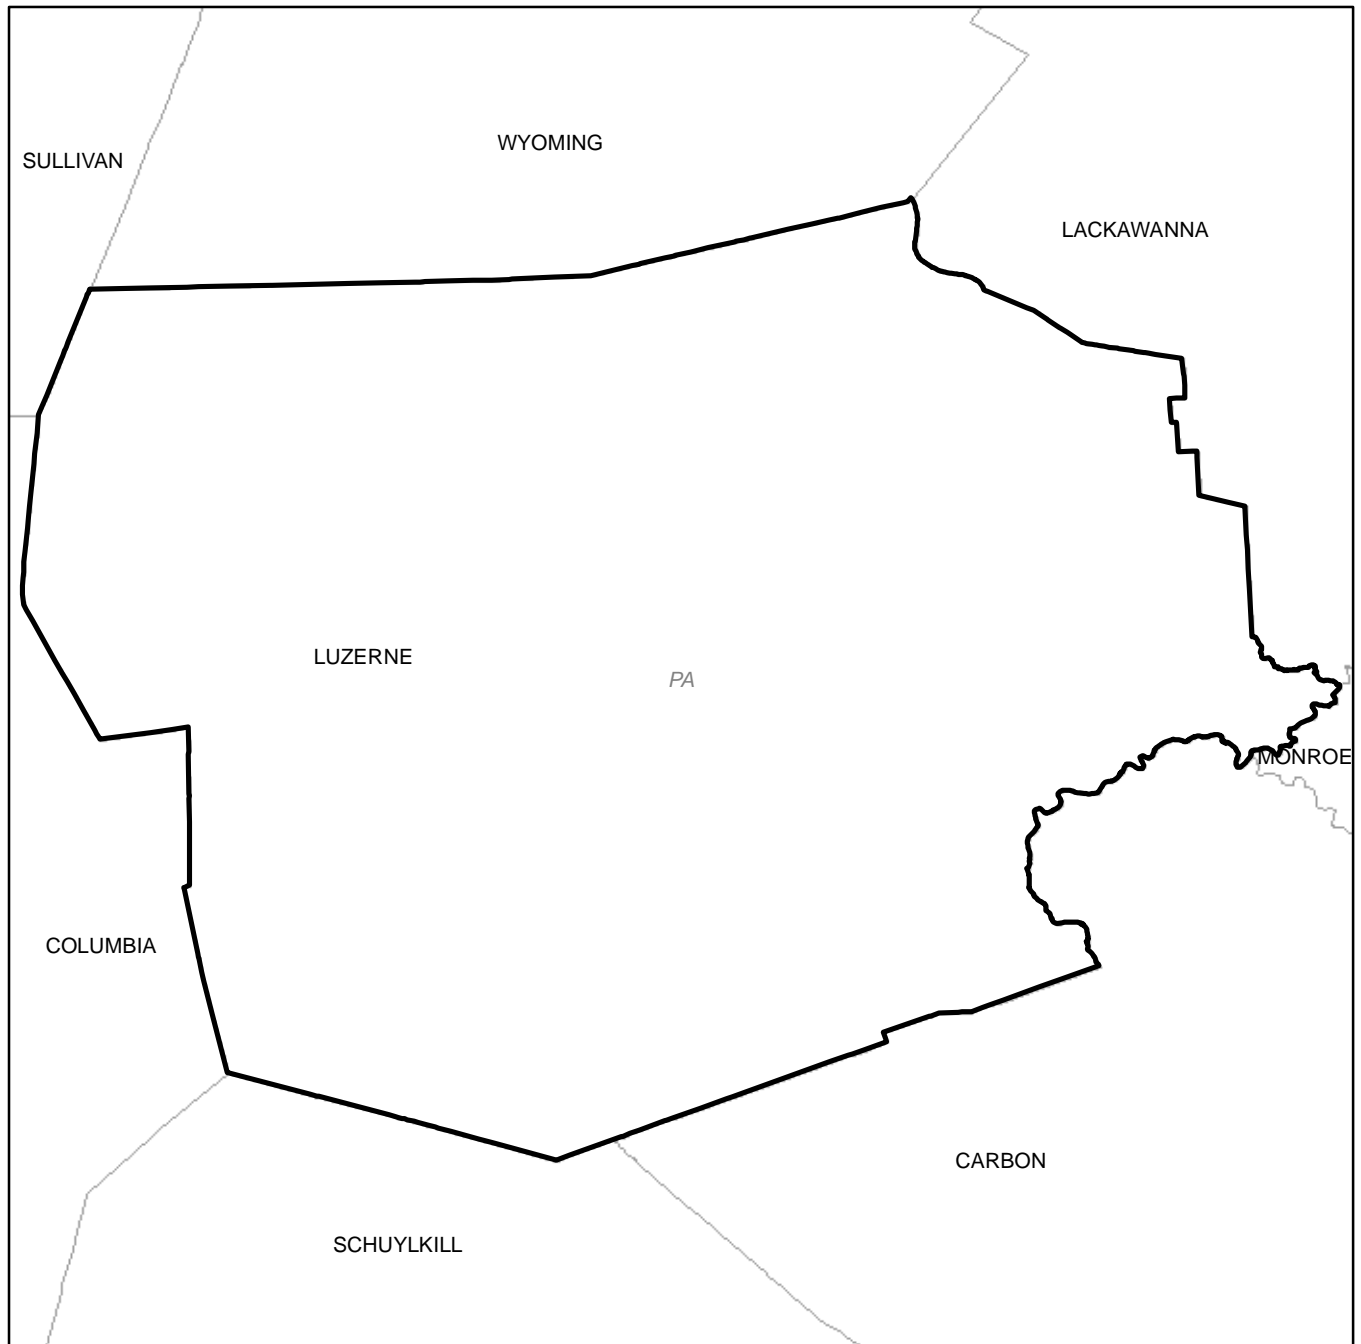 WYOMING
SULLIVAN
LACKAWANNA
LUZERNE
PA
MONROE
COLUMBIA
CARBON
SCHUYLKILL